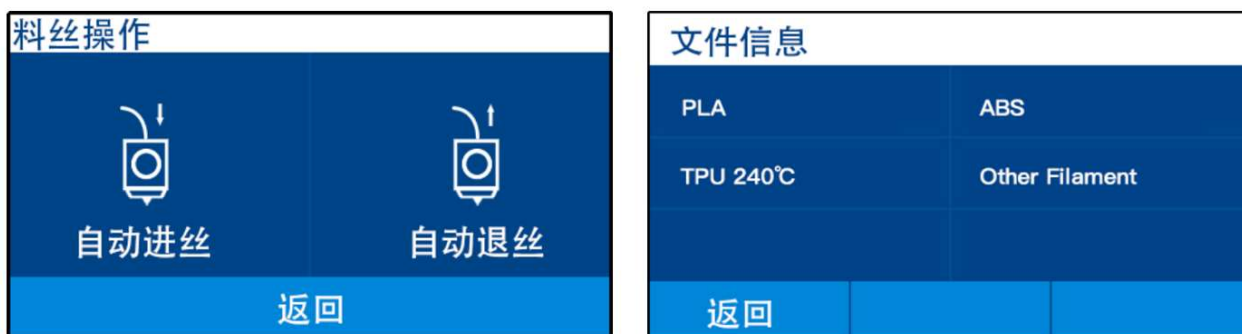 料丝操作
自动进丝
自动退丝
返回
文件信息
PLA
ABS
TPU 240℃
Other Filament
返回